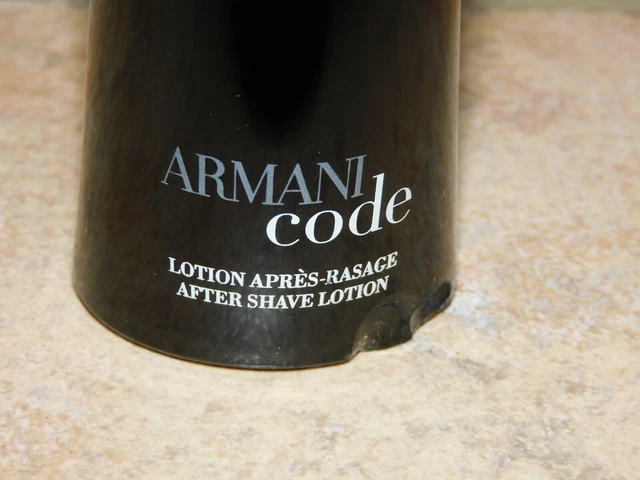 ARMANI
code
LOTION APRÈS-RASAGE
AFTER SHAVE LOTION